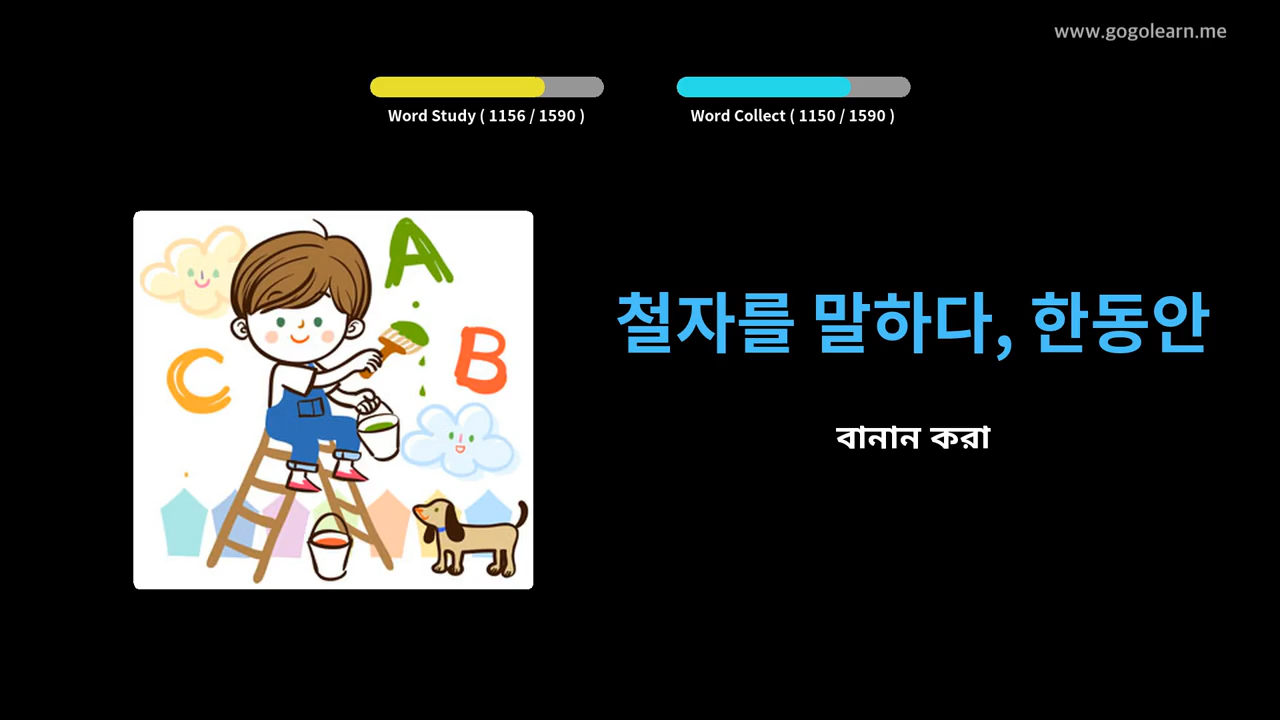 www.gogolearn.me
Word Study ( 1156 / 1590 )
Word Collect ( 1150 / 1590 )
A
B
C
철자를 말하다, 한동안
বানান করা